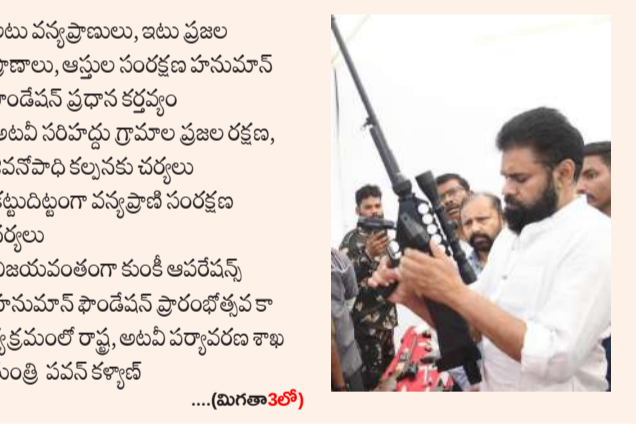 అటు వన్యప్రాణులు, ఇటు ప్రజల
ప్రాణాలు, ఆస్తుల సంరక్షణ హనుమాన్
ఫౌండేషన్ ప్రధాన కర్తవ్యం
అటవీ సరిహద్దు గ్రామాల ప్రజల రక్షణ,
జీవనోపాధి కల్పనకు చర్యలు
కట్టుదిట్టంగా వన్యప్రాణి సంరక్షణ
చర్యలు
విజయవంతంగా కుంకీ ఆపరేషన్స్
హనుమాన్ ఫౌండేషన్ ప్రారంభోత్సవ కా
ర్యక్రమంలో రాష్ట్ర, అటవీ పర్యావరణ శాఖ
మంత్రి పవన్ కళ్యాణ్
....(మిగతా3లో)